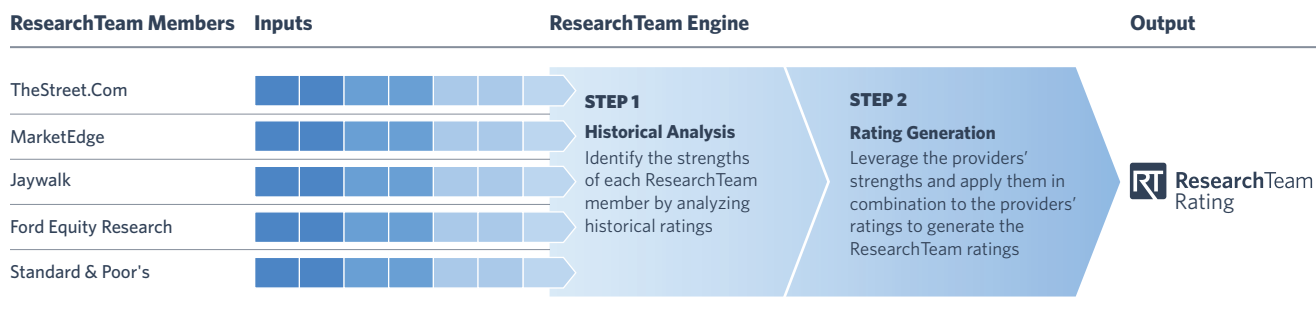 ResearchTeam Members Inputs ResearchTeam Engine Output
TheStreet.Com
MarketEdge
Jaywalk
Ford Equity Research
Standard & Poor's
STEP 1
Historical Analysis
Identify the strengths
of each ResearchTeam
member by analyzing
historical ratings
STEP 2
Rating Generation
Leverage the providers’
strengths and apply them in
combination to the providers’
ratings to generate the
ResearchTeam ratings
RT ResearchTeam
Rating